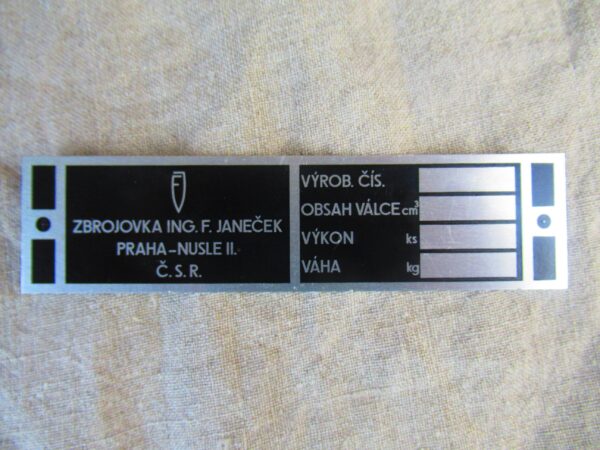 ZBROJOVKA ING. F. JANEČEK
PRAHA-NUSLE II.
Č. S. R.
VÝROB. ČÍS.
OBSAH VÁLCE cm³
VÝKON ks
VÁHA kg